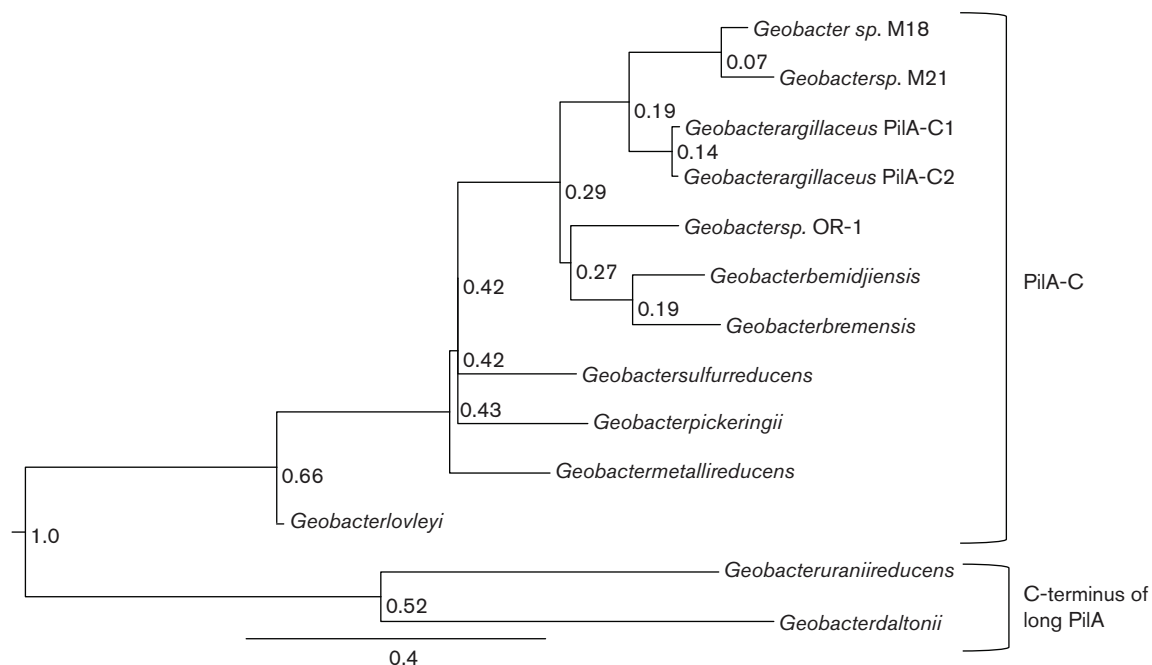 Geobacter sp. M18
0.07
Geobactersp. M21
0.19
Geobacterargillaceus PilA-C1
0.14
Geobacterargillaceus PilA-C2
0.29
Geobactersp. OR-1
0.27
Geobacterbemidjiensis
PilA-C
0.42
0.19
Geobacterbremensis
0.42
Geobactersulfurreducens
0.43
Geobacterpickeringii
Geobactermetallireducens
0.66
Geobacterlovleyi
1.0
Geobacteruraniireducens
0.52
C-terminus of
long PilA
Geobacterdaltonii
0.4